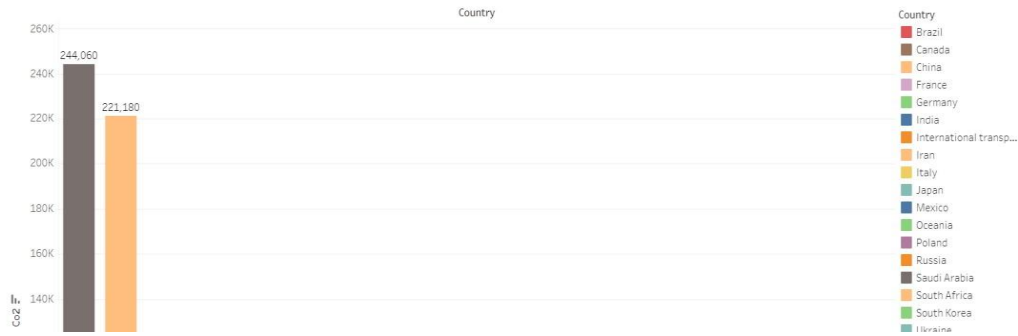 Country
260K
244,060
240K
221,180
220K
200K
180K
160K
140K
Co2
Country
Brazil
Canada
China
France
Germany
India
International transp...
Iran
Italy
Japan
Mexico
Oceania
Poland
Russia
Saudi Arabia
South Africa
South Korea
Ukraine